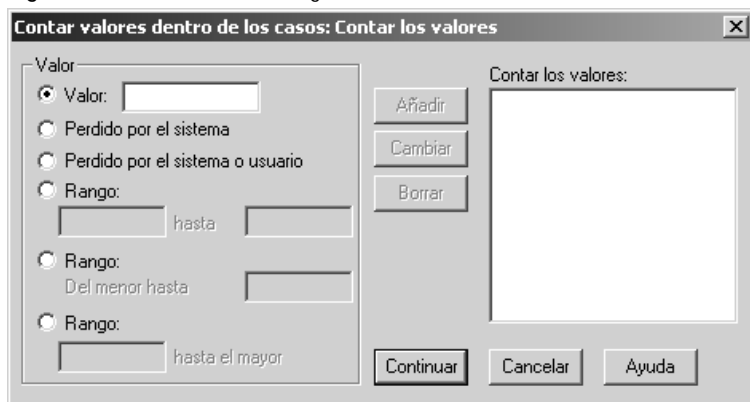 Contar valores dentro de los casos: Contar los valores
Valor
Valor:
Perdido por el sistema
Perdido por el sistema o usuario
Rango:
hasta
Rango:
Del menor hasta
Rango:
hasta el mayor
Añadir
Cambiar
Borrar
Contar los valores:
Continuar
Cancelar
Ayuda